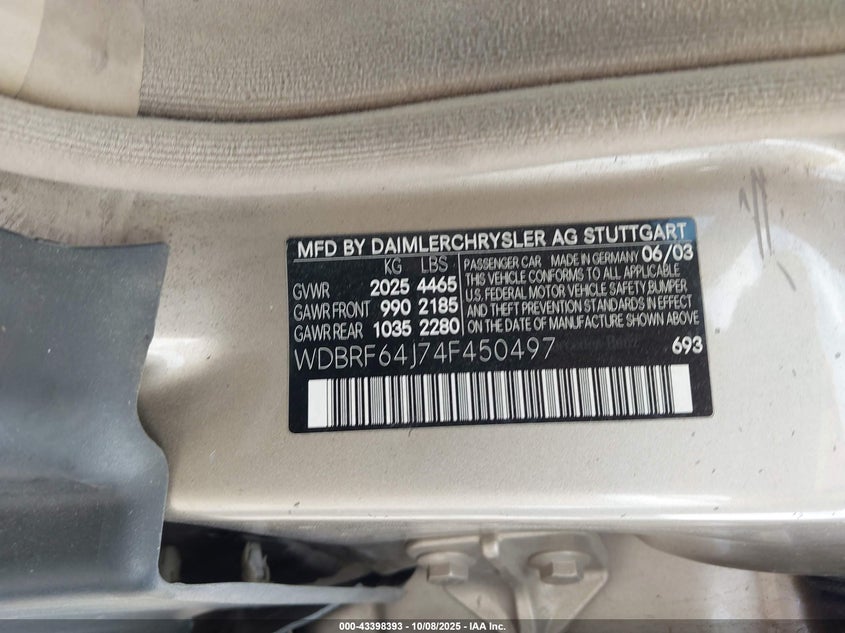 MFD BY DAIMLERCHRYSLER AG STUTTGART
KG LBS
GVWR 2025 4465
GAWR FRONT 990 2185
GAWR REAR 1035 2280
PASSENGER CAR MADE IN GERMANY 06/03
THIS VEHICLE CONFORMS TO ALL APPLICABLE
U.S. FEDERAL MOTOR VEHICLE SAFETY,BUMPER
AND THEFT PREVENTION STANDARDS IN EFFECT
ON THE DATE OF MANUFACTURE SHOWN ABOVE
WDBRF64J74F450497
693
000-43398393 - 10/08/2025 - IAA Inc.